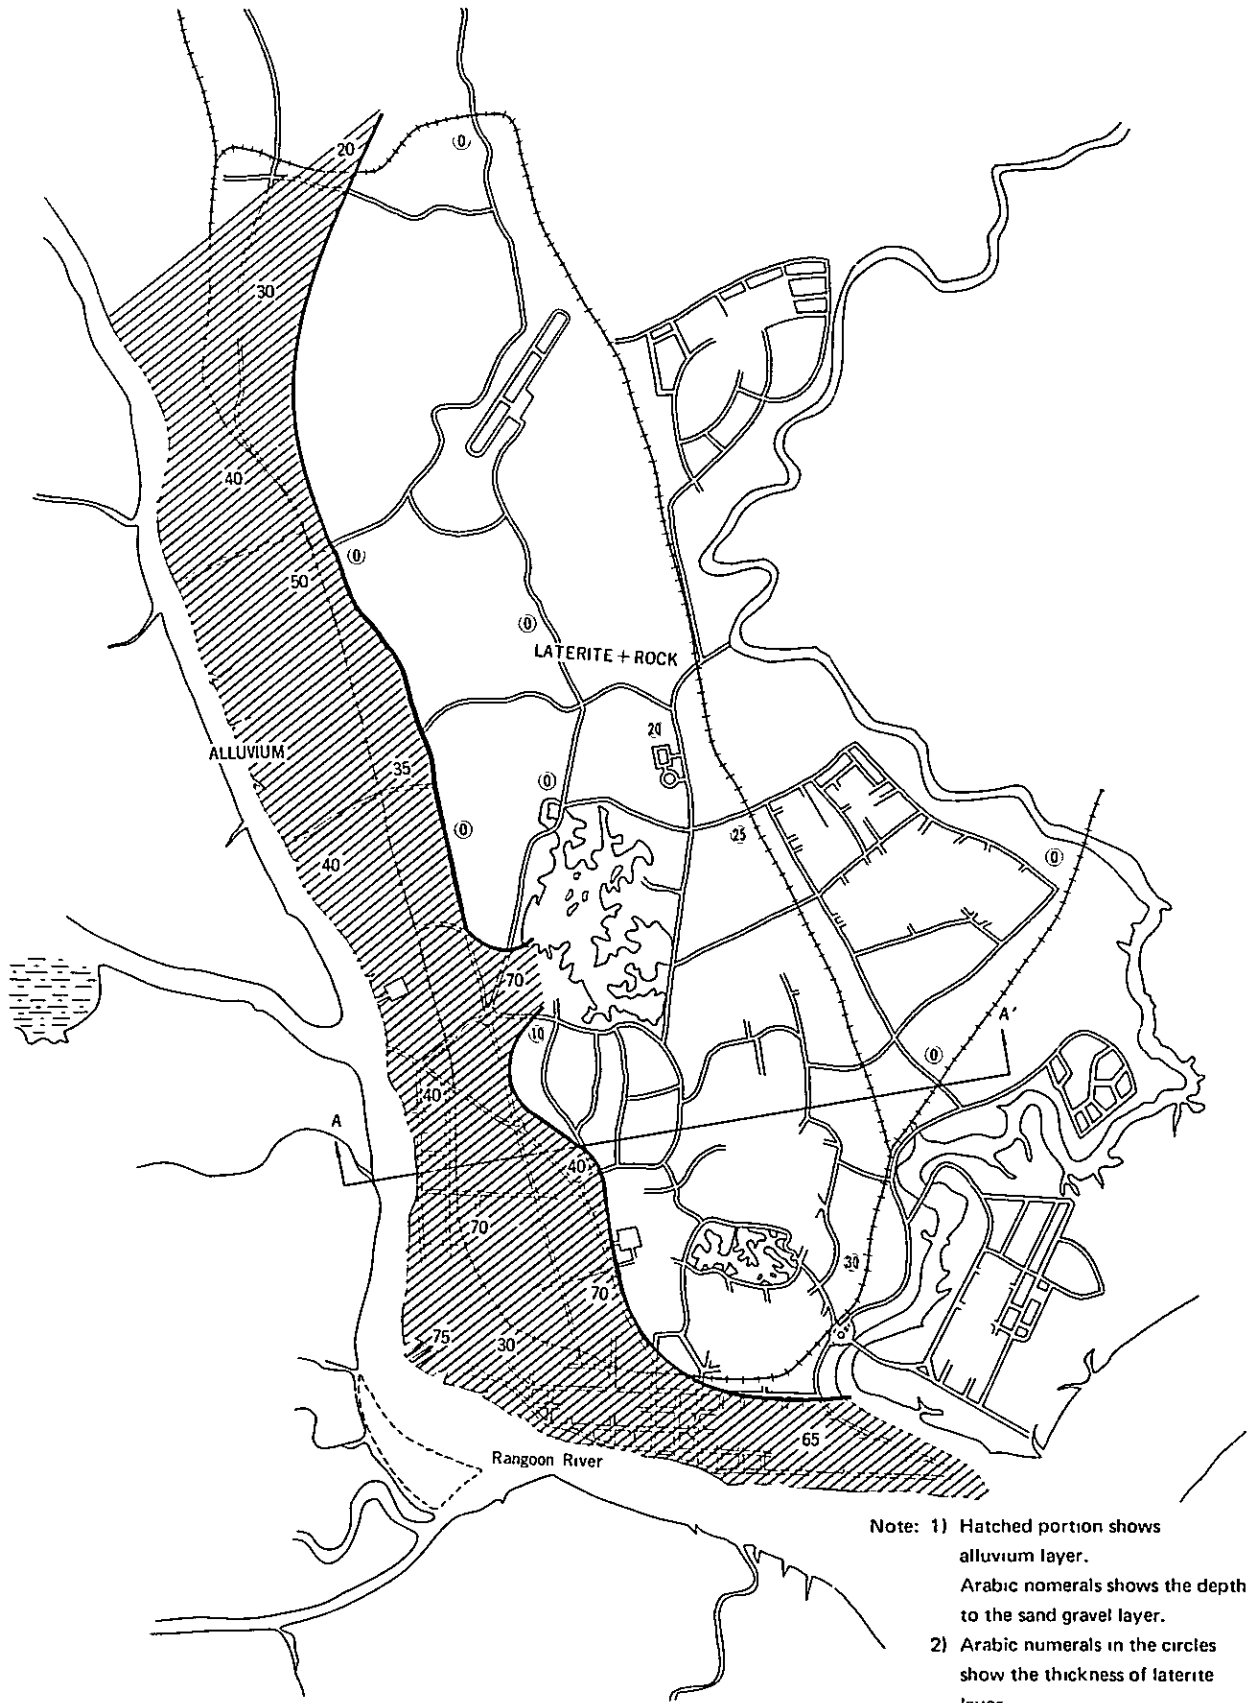 20
0
30
40
50
0
0
LATERITE + ROCK
20
ALLUVIUM
35
0
0
25
40
0
70
A'
10
0
40
A
40
70
30
70
75
30
65
Rangoon River
Note: 1) Hatched portion shows
alluvium layer.
Arabic nomerals shows the depth
to the sand gravel layer.
2) Arabic numerals in the circles
show the thickness of laterite